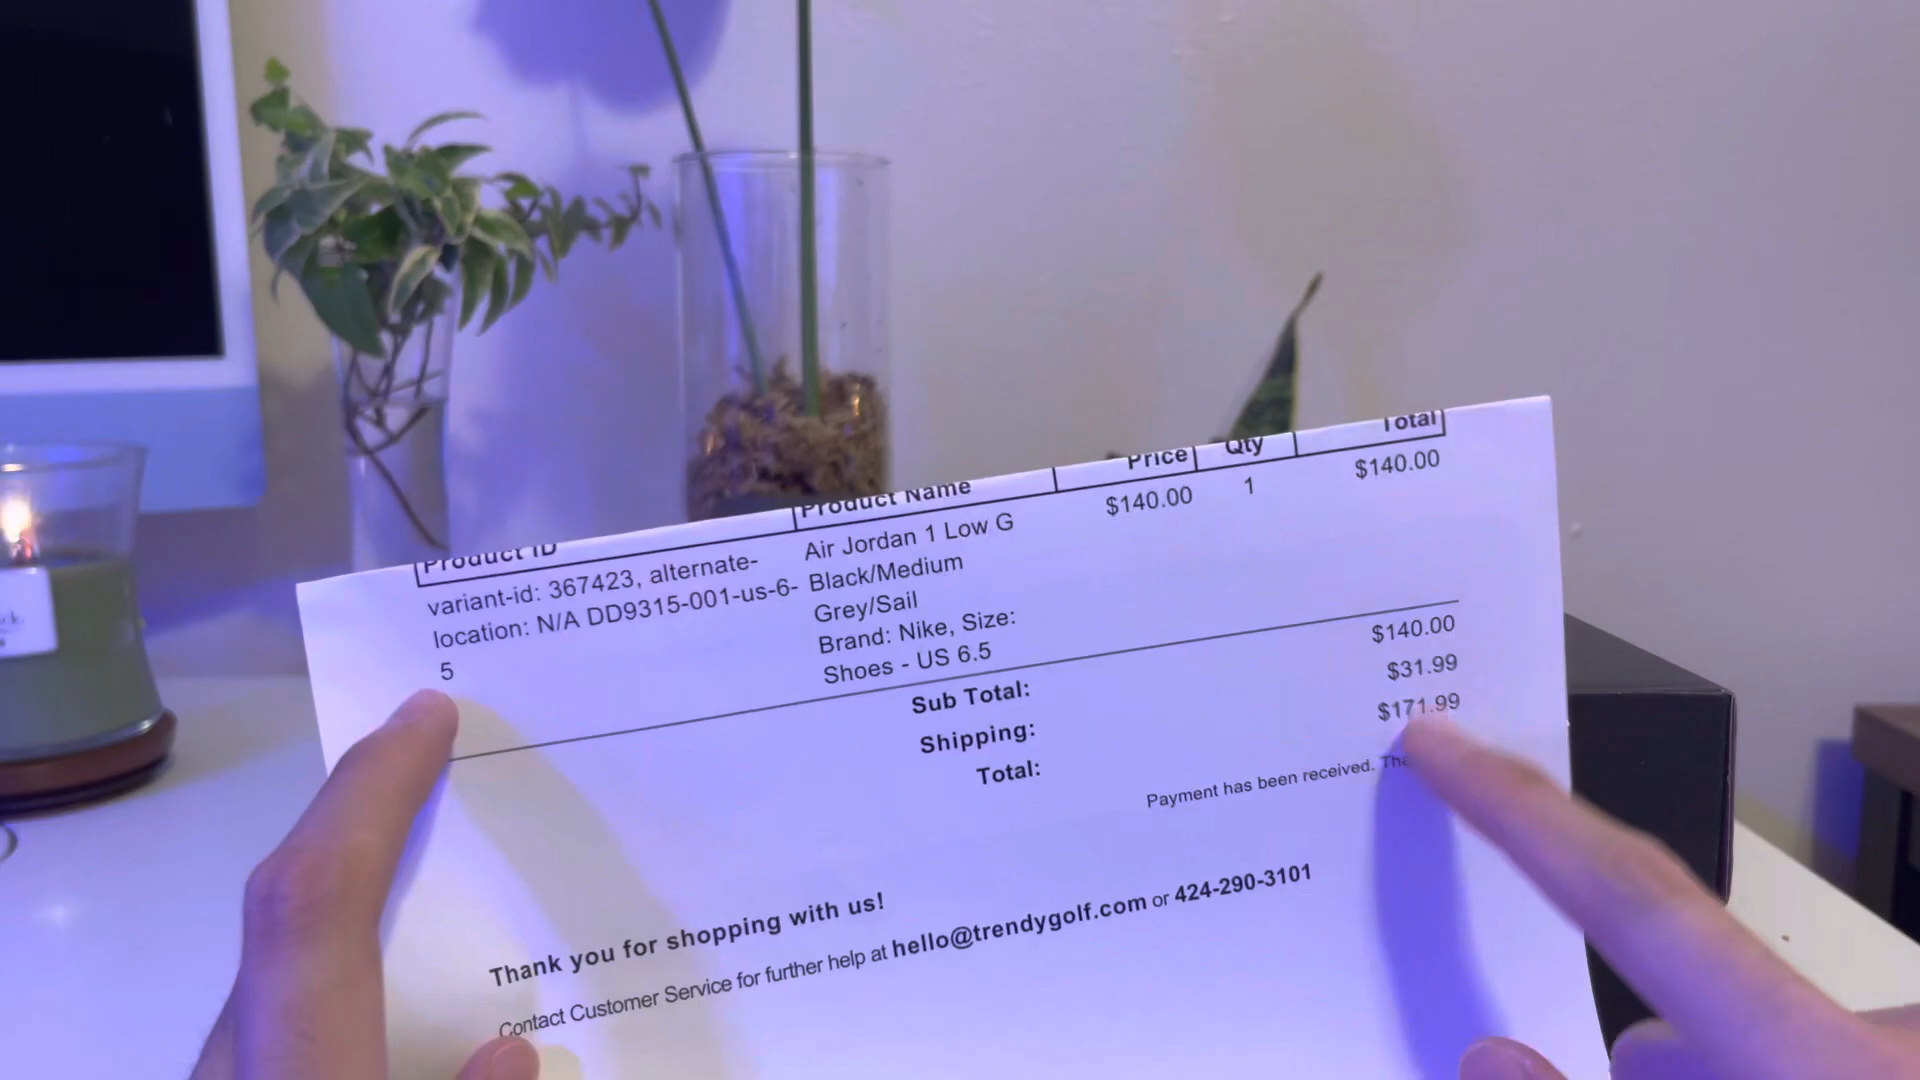 Product ID
Product Name
Price
Qty
Total
variant-id: 367423, alternate-
location: N/A DD9315-001-us-6-
5
Air Jordan 1 Low G
Black/Medium
Grey/Sail
Brand: Nike, Size:
Shoes - US 6.5
$140.00
1
$140.00
Sub Total: $140.00
Shipping: $31.99
Total: $171.99
Payment has been received.
Thank you for shopping with us!
Contact Customer Service for further help at hello@trendygolf.com or 424-290-3101